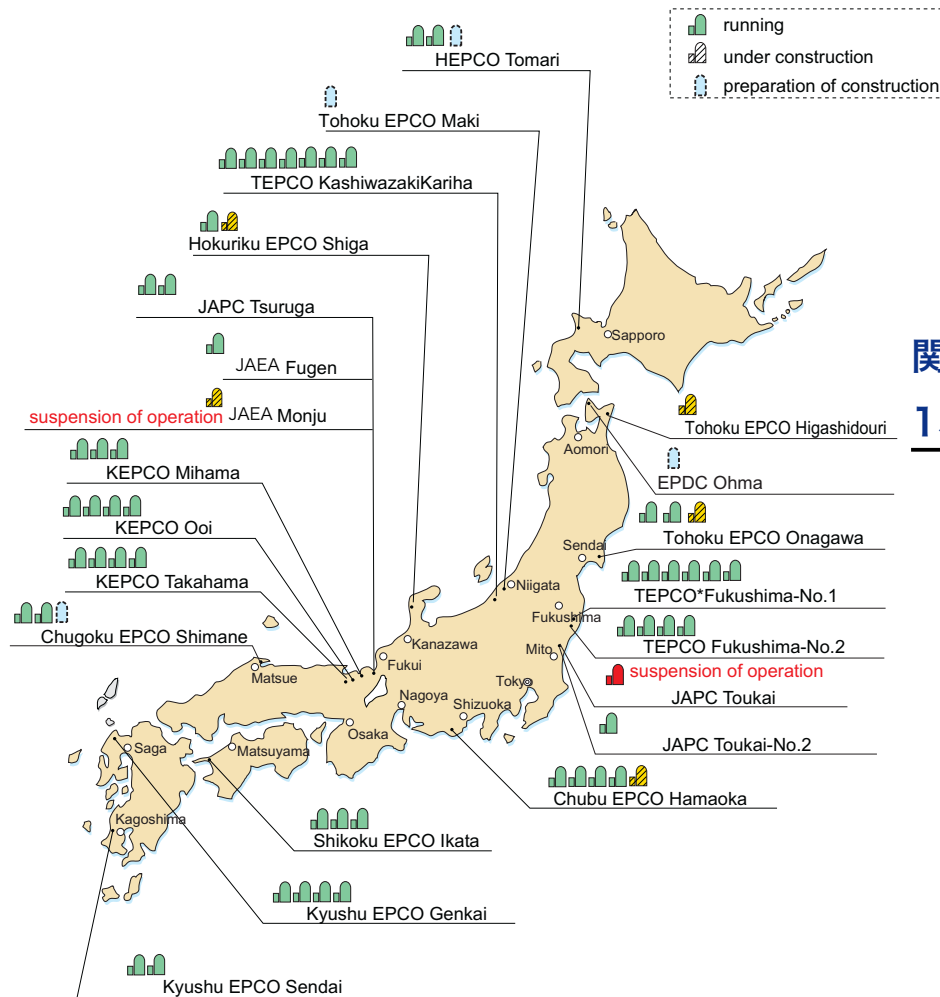 running
under construction
preparation of construction
HEPCO Tomari
Tohoku EPCO Maki
TEPCO KashiwazakiKariha
Hokuriku EPCO Shiga
JAPC Tsuruga
JAEA Fugen
suspension of operation JAEA Monju
KEPCO Mihama
KEPCO Ooi
KEPCO Takahama
Chugoku EPCO Shimane
Sapporo
関
1
Tohoku EPCO Higashidouri
Aomori
EPDC Ohma
Tohoku EPCO Onagawa
Sendai
TEPCO*Fukushima-No.1
Niigata
Fukushima
TEPCO Fukushima-No.2
Kanazawa
Mito
Fukui
suspension of operation
Matsue
Tokyo
JAPC Toukai
Nagoya
Shizuoka
Osaka
JAPC Toukai-No.2
Saga
Matsuyama
Chubu EPCO Hamaoka
Kagoshima
Shikoku EPCO Ikata
Kyushu EPCO Genkai
Kyushu EPCO Sendai